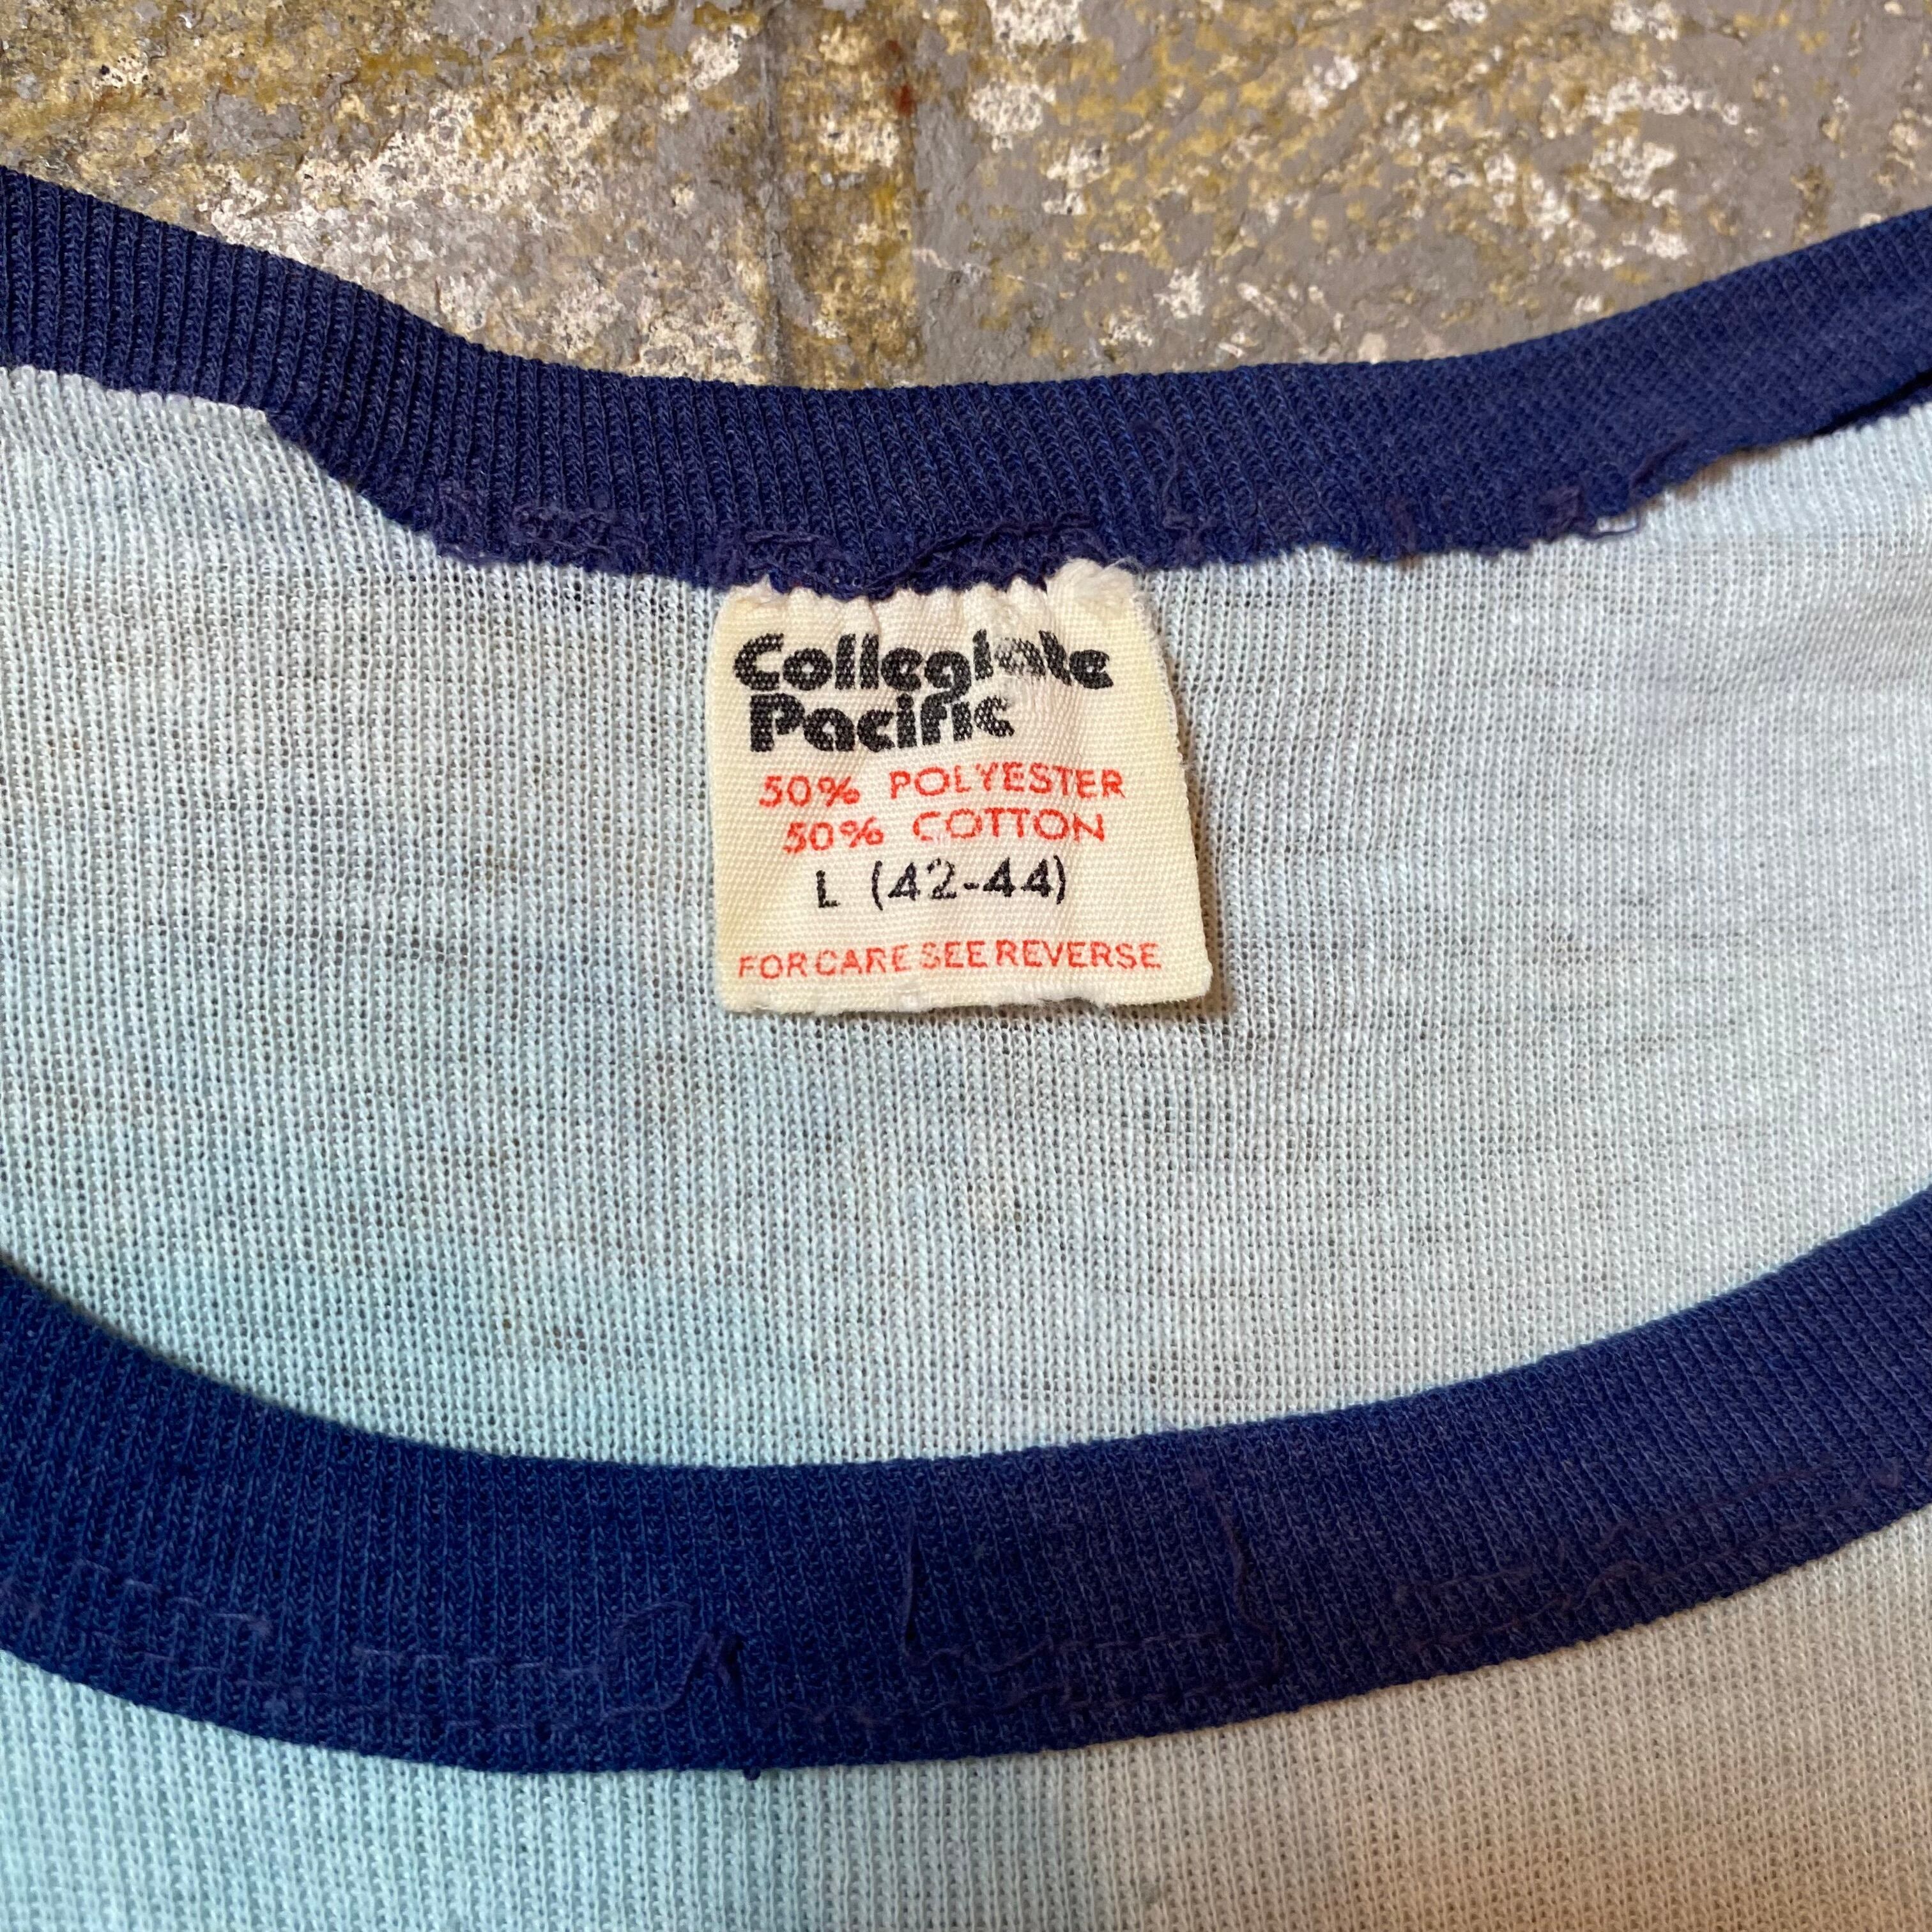 Collegiate
Pacific
50% POLYESTER
50% COTTON
L (42-44)
FOR CARE SEE REVERSE